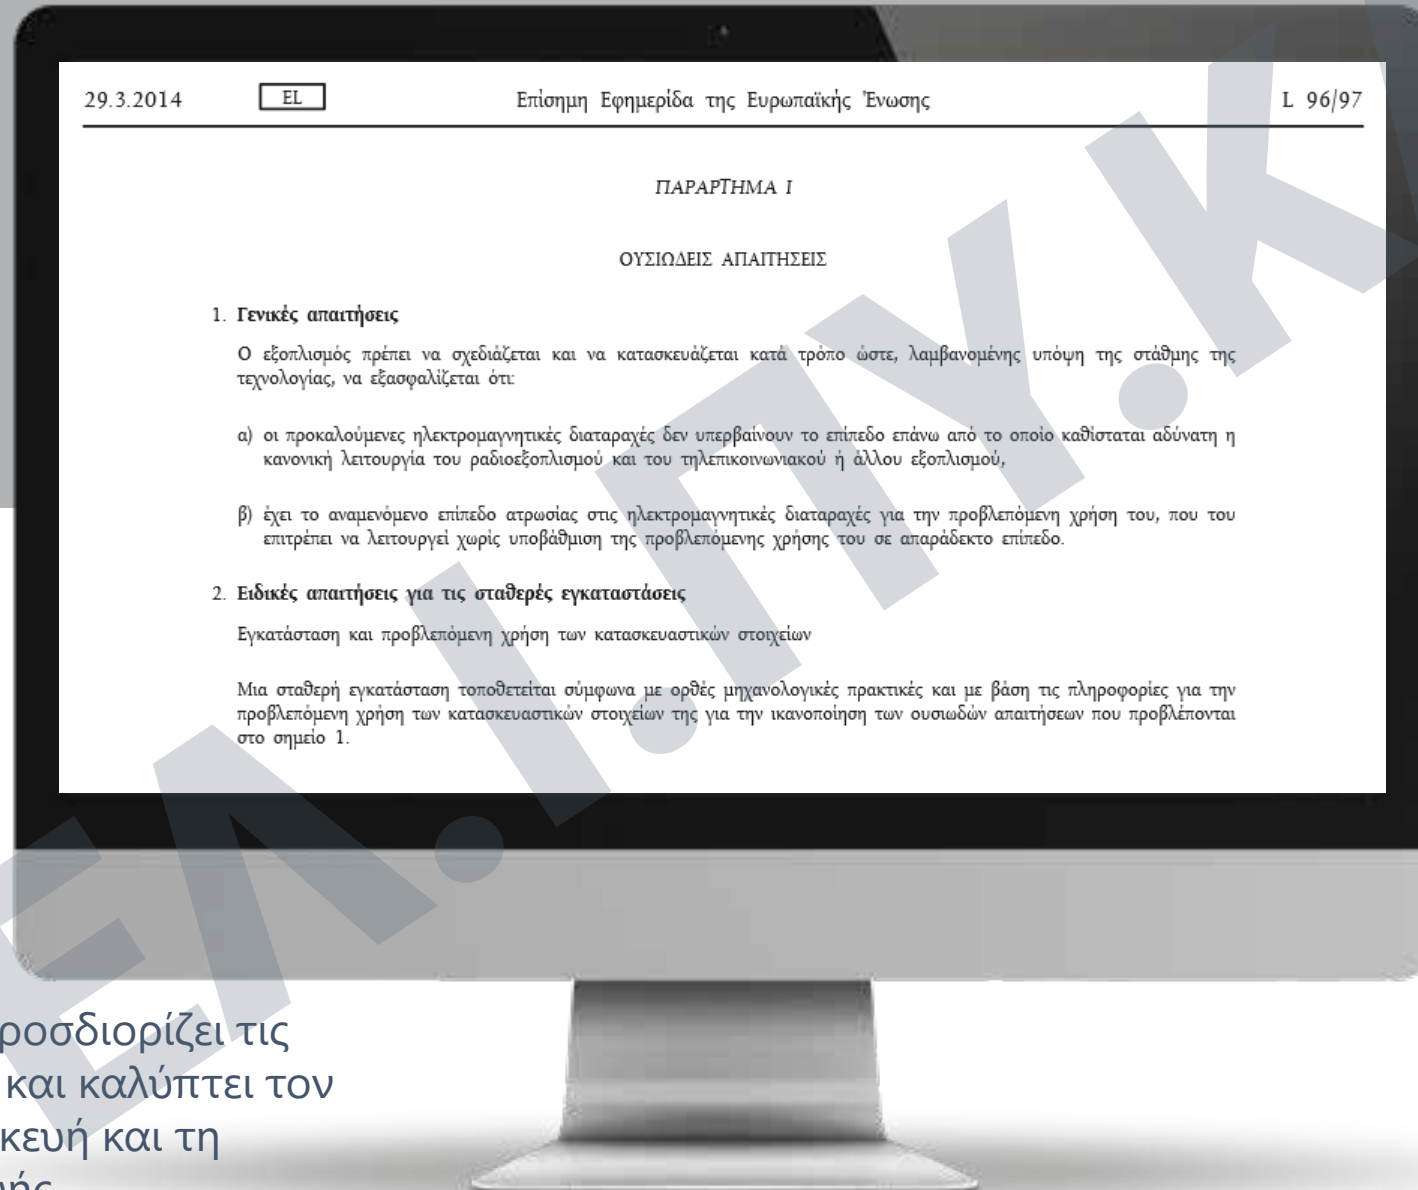 29.3.2014 EL Επίσημη Εφημερίδα της Ευρωπαϊκής Ένωσης L 96/97
ΠΑΡΑΡΤΗΜΑ I
ΟΥΣΙΩΔΕΙΣ ΑΠΑΙΤΗΣΕΙΣ
1. Γενικές απαιτήσεις
Ο εξοπλισμός πρέπει να σχεδιάζεται και να κατασκευάζεται κατά τρόπο ώστε, λαμβανομένης υπόψη της στάθμης της
τεχνολογίας, να εξασφαλίζεται ότι:
α) οι προκαλούμενες ηλεκτρομαγνητικές διαταραχές δεν υπερβαίνουν το επίπεδο επάνω από το οποίο καθίσταται αδύνατη η
κανονική λειτουργία του ραδιοεξοπλισμού και του τηλεπικοινωνιακού ή άλλου εξοπλισμού,
β) έχει το αναμενόμενο επίπεδο ατρωσίας στις ηλεκτρομαγνητικές διαταραχές για την προβλεπόμενη χρήση του, που του
επιτρέπει να λειτουργεί χωρίς υποβάθμιση της προβλεπόμενης χρήσης του σε απαράδεκτο επίπεδο.
2. Ειδικές απαιτήσεις για τις σταθερές εγκαταστάσεις
Εγκατάσταση και προβλεπόμενη χρήση των κατασκευαστικών στοιχείων
Μια σταθερή εγκατάσταση τοποθετείται σύμφωνα με ορθές μηχανολογικές πρακτικές και με βάση τις πληροφορίες για την
προβλεπόμενη χρήση των κατασκευαστικών στοιχείων της για την ικανοποίηση των ουσιωδών απαιτήσεων που προβλέπονται
στο σημείο 1.
ΕΛ.Ι.ΠΥ.Κ
ροσδιορίζει τις
και καλύπτει τον
κευή και τη